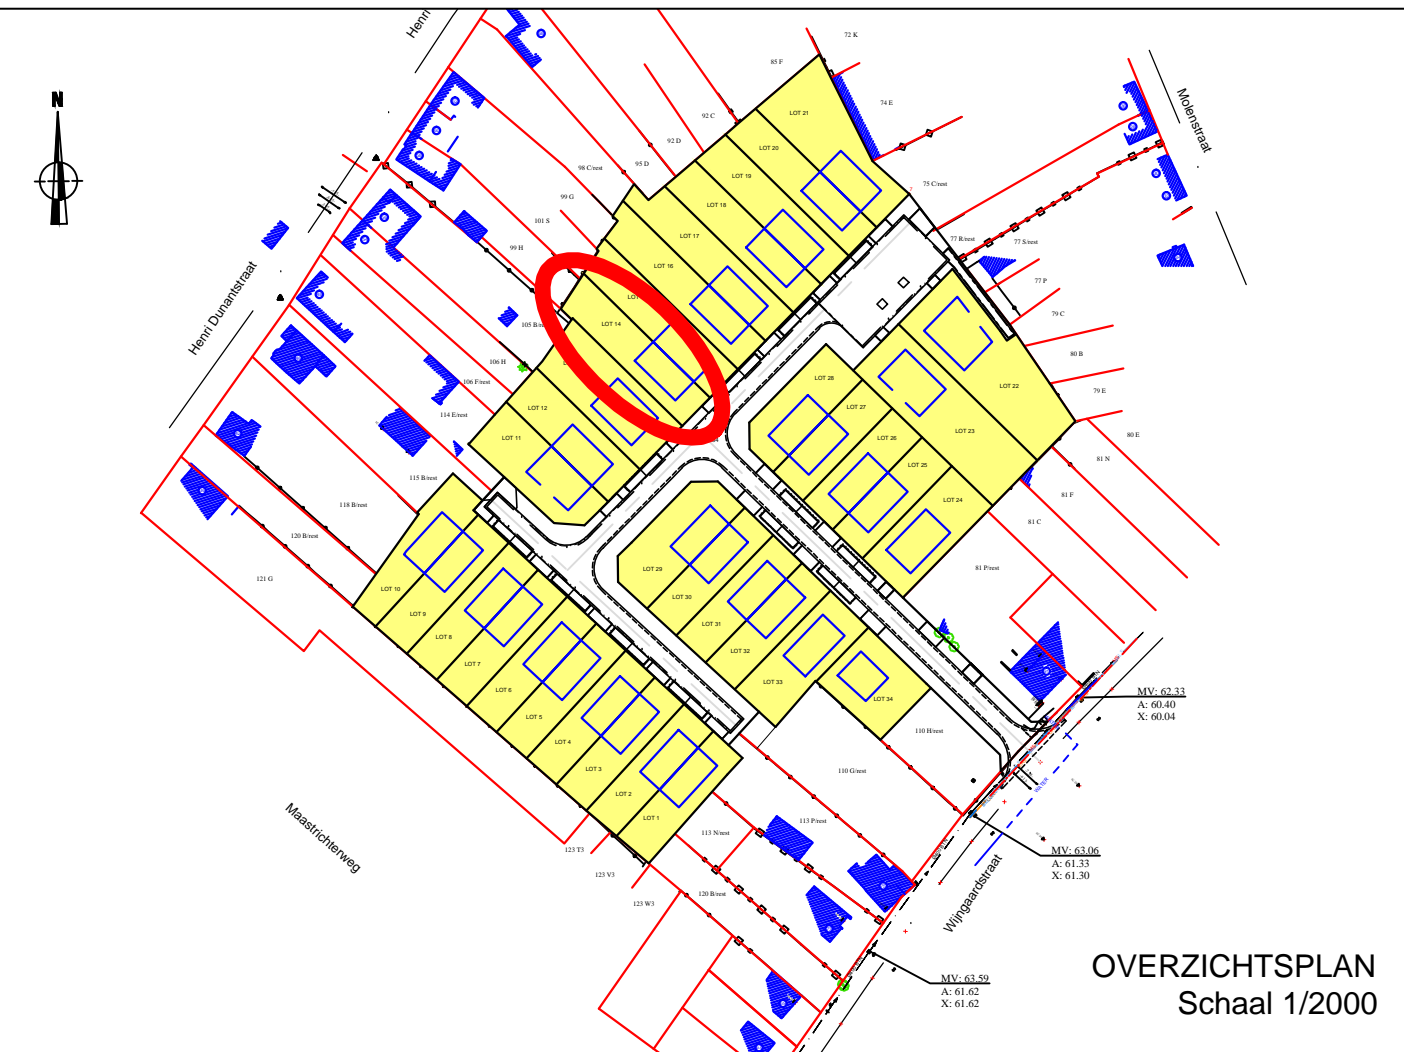 Henri
72 K
85 F
N
74 E
Molenstraat
LOT 21
92 C
92 D
LOT 20
95 D
98 C/rest
LOT 19
75 C/rest
99 G
LOT 18
101 S
LOT 17
77 R/rest
77 S/rest
99 H
LOT 16
77 P
LOT 14
79 C
105 B/re
Henri Dunantstraat
80 B
106 H
LOT 28
106 F/rest
LOT 22
79 E
LOT 12
LOT 27
114 E/rest
LOT 23
80 E
LOT 11
LOT 26
81 N
LOT 25
115 B/rest
81 F
LOT 24
118 B/rest
81 C
120 B/rest
81 P/rest
121 G
LOT 29
LOT 10
LOT 30
LOT 9
LOT 31
LOT 8
LOT 32
LOT 7
LOT 33
LOT 6
LOT 34
LOT 5
110 H/rest
MV: 62.33
A: 60.40
X: 60.04
LOT 4
LOT 3
110 G/rest
WATER
LOT 2
LOT 1
113 P/rest
113 N/rest
Maastrichterweg
123 T3
MV: 63.06
A: 61.33
X: 61.30
123 V3
Wijngaardstraat
120 B/rest
123 W3
MV: 63.59
A: 61.62
X: 61.62
OVERZICHTSPLAN
Schaal 1/2000